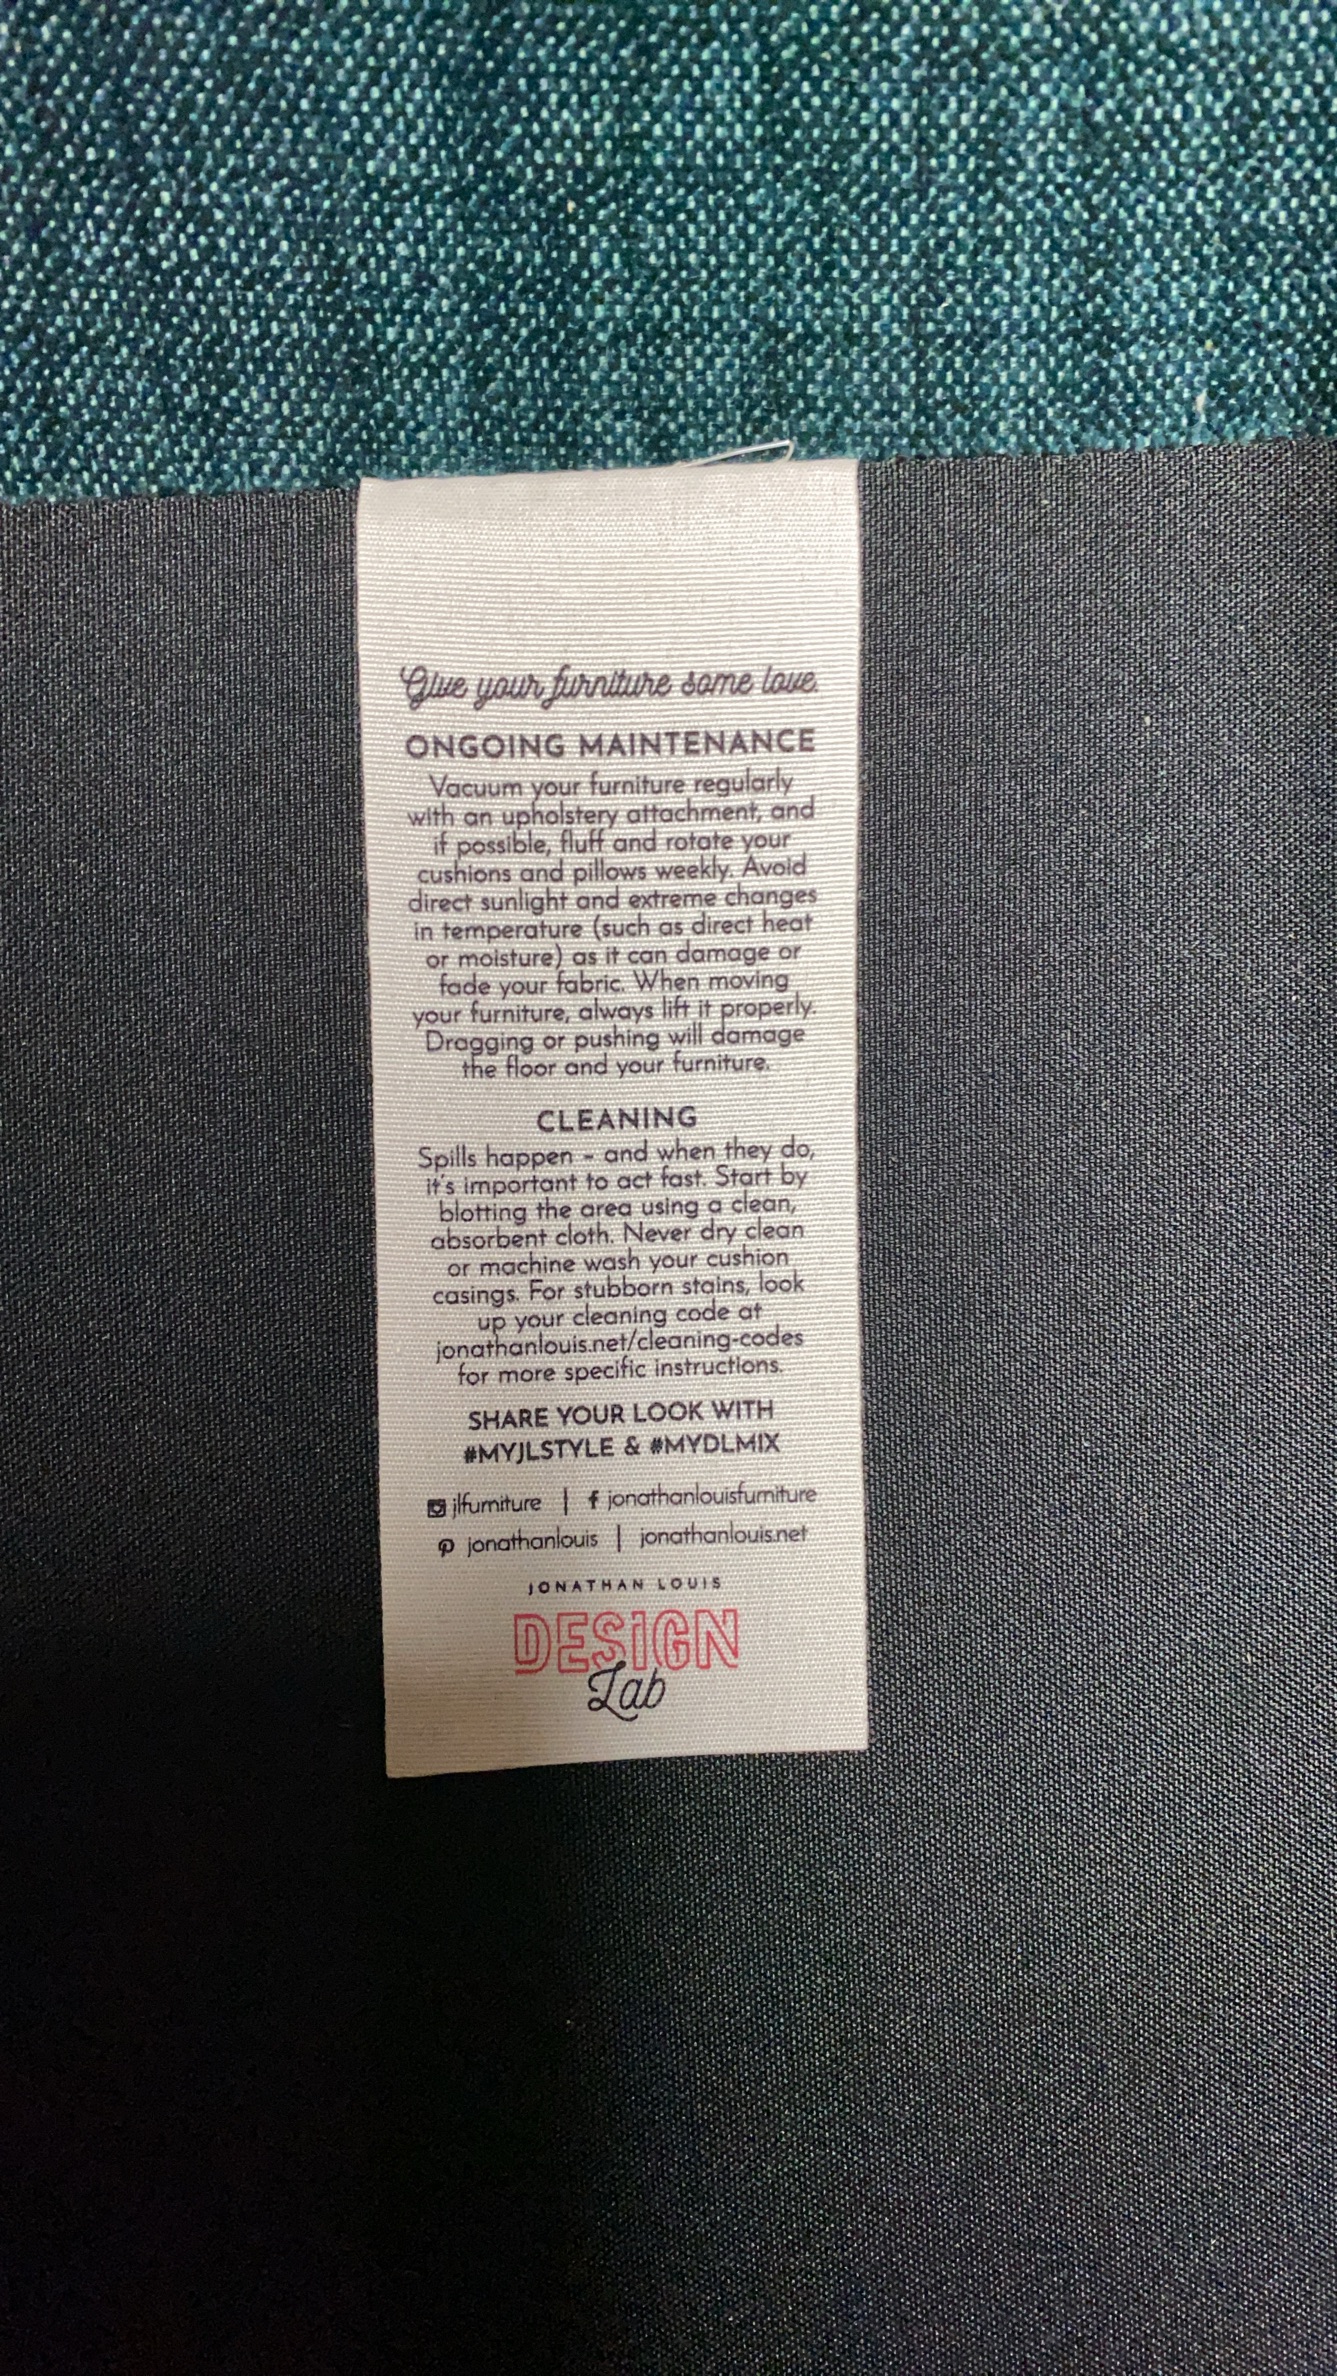 Give your furniture some love.
ONGOING MAINTENANCE
Vacuum your furniture regularly
with an upholstery attachment, and
if possible, fluff and rotate your
cushions and pillows weekly. Avoid
direct sunlight and extreme changes
in temperature (such as direct heat
or moisture) as it can damage or
fade your fabric. When moving
your furniture, always lift it properly.
Dragging or pushing will damage
the floor and your furniture.
CLEANING
Spills happen - and when they do,
it's important to act fast. Start by
blotting the area using a clean,
absorbent cloth. Never dry clean
or machine wash your cushion
casings. For stubborn stains, look
up your cleaning code at
jonathanlouis.net/cleaning-codes
for more specific instructions.
SHARE YOUR LOOK WITH
#MYJLSTYLE & #MYDLMIX
jlfurniture | f jonathanlouisfurniture
jonathanlouis | jonathanlouis.net
JONATHAN LOUIS
DESIGN
Lab